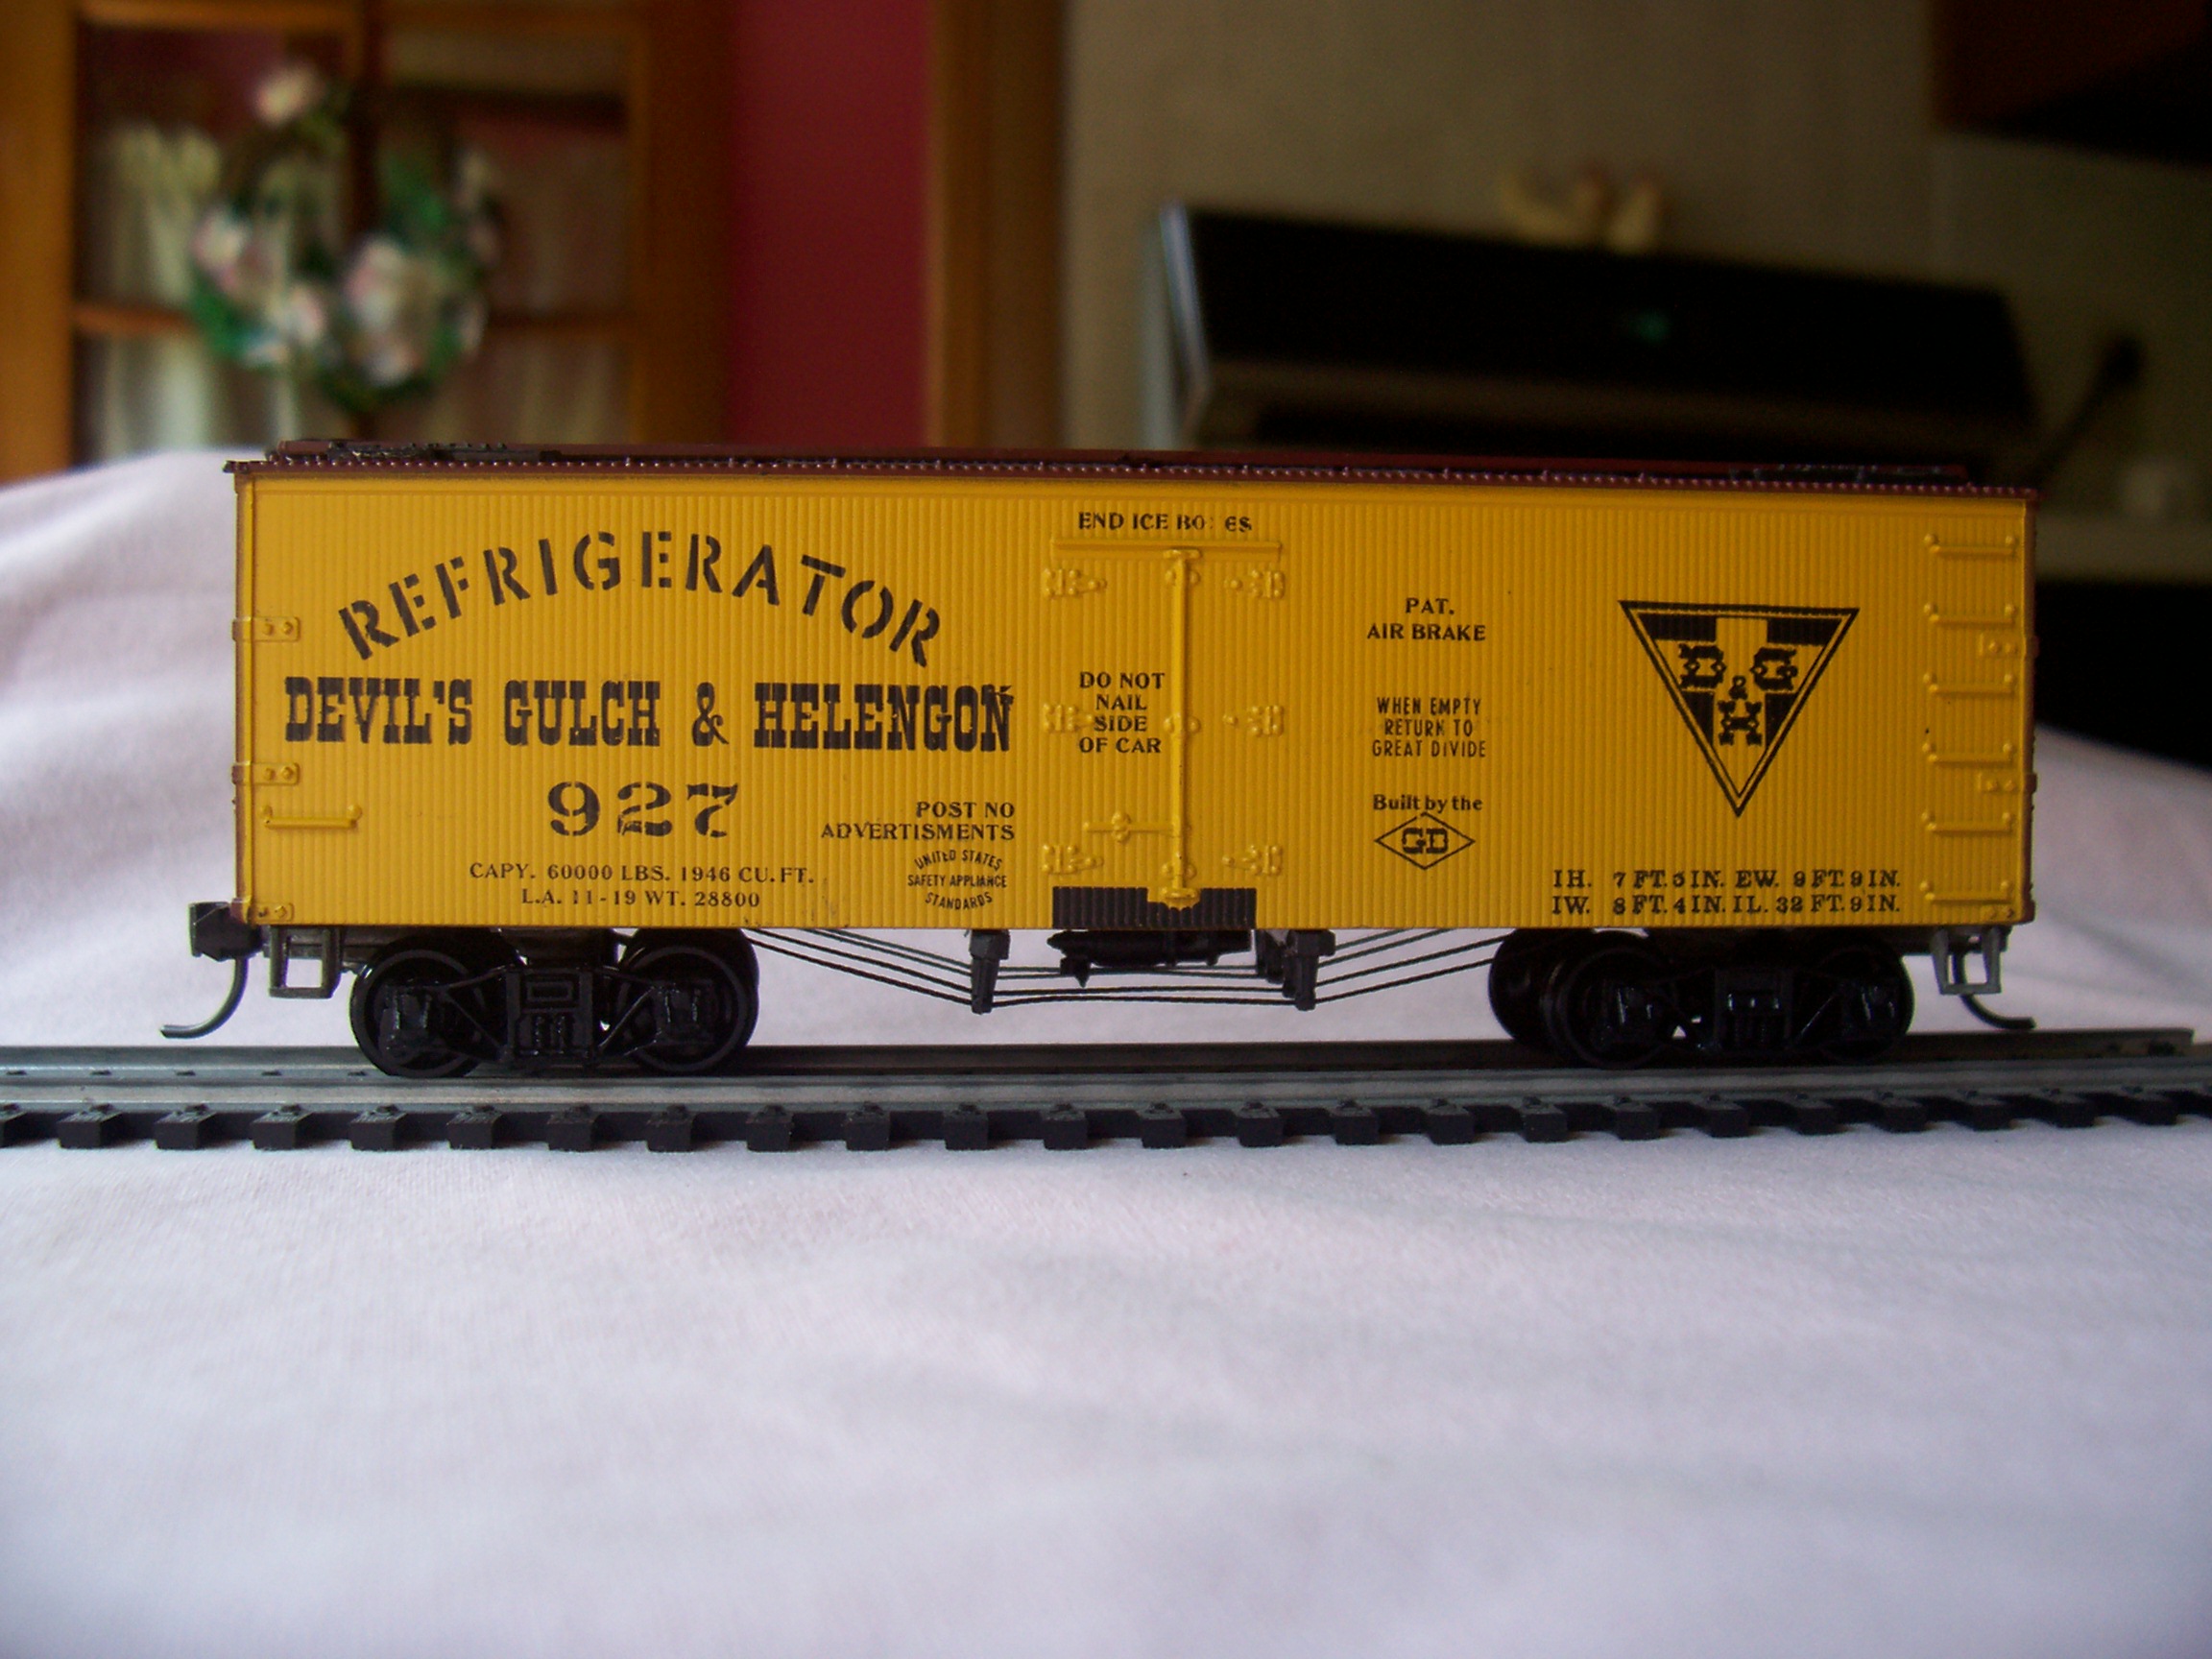 REFRIGERATOR
DEVIL'S GULCH & HELENGON
927
POST NO
ADVERTISMENTS
CAPY. 60000 LBS. 1946 CU. FT.
L.A. 11-19 WT. 28800
UNITED STATES
SAFETY APPLIANCE
STANDARDS
END ICE BO ES
DO NOT
NAIL
SIDE
OF CAR
PAT.
AIR BRAKE
WHEN EMPTY
RETURN TO
GREAT DIVIDE
Built by the
GD
D G
&
H
IH. 7 FT. 5 IN. EW. 9 FT. 9 IN.
IW. 8 FT. 4 IN. IL. 32 FT. 9 IN.